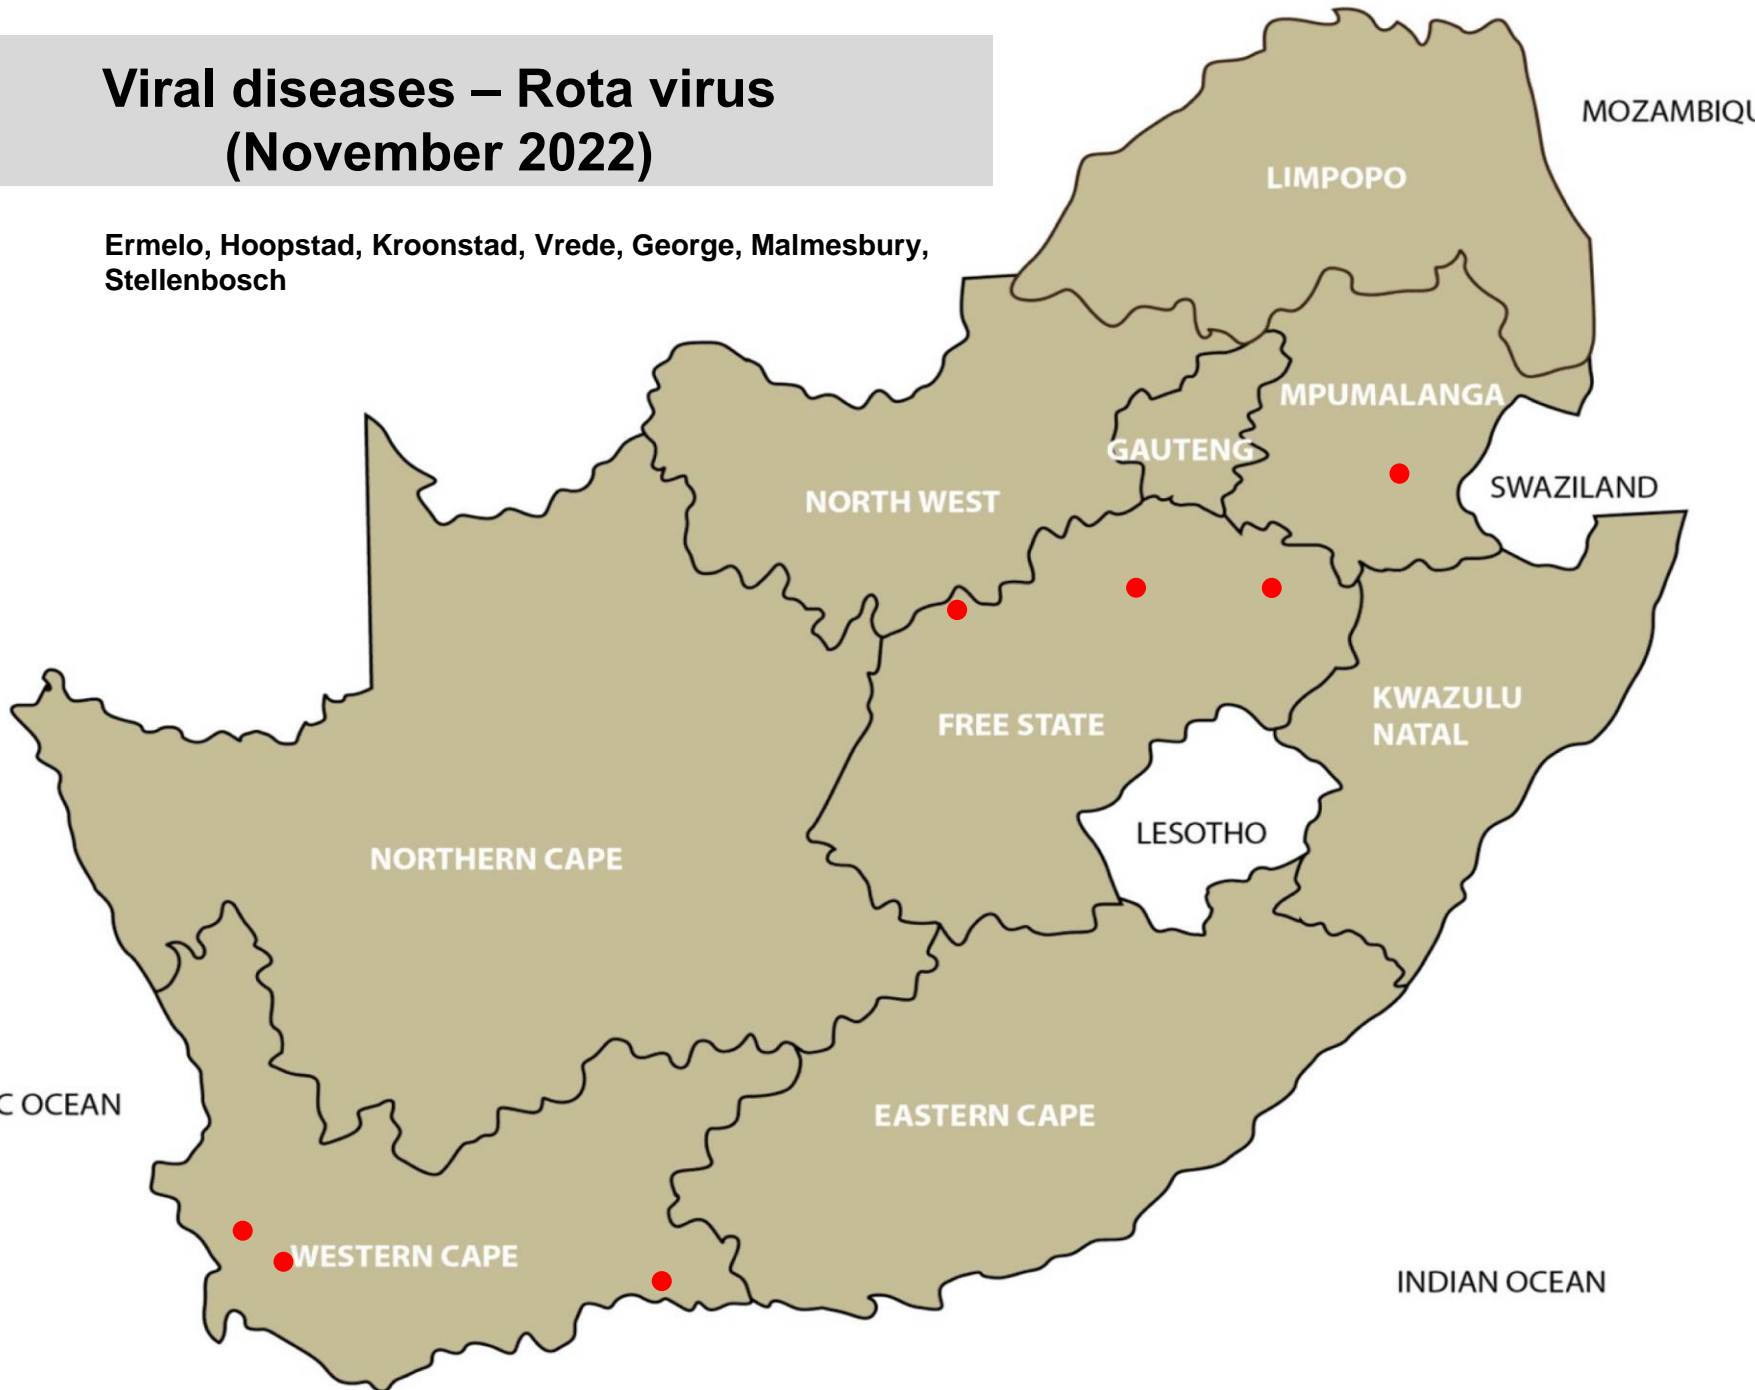 Viral diseases – Rota virus
(November 2022)
Ermelo, Hoopstad, Kroonstad, Vrede, George, Malmesbury,
Stellenbosch
MOZAMBIQU
LIMPOPO
MPUMALANGA
GAUTENG
SWAZILAND
NORTH WEST
KWAZULU
NATAL
FREE STATE
LESOTHO
NORTHERN CAPE
C OCEAN
EASTERN CAPE
WESTERN CAPE
INDIAN OCEAN